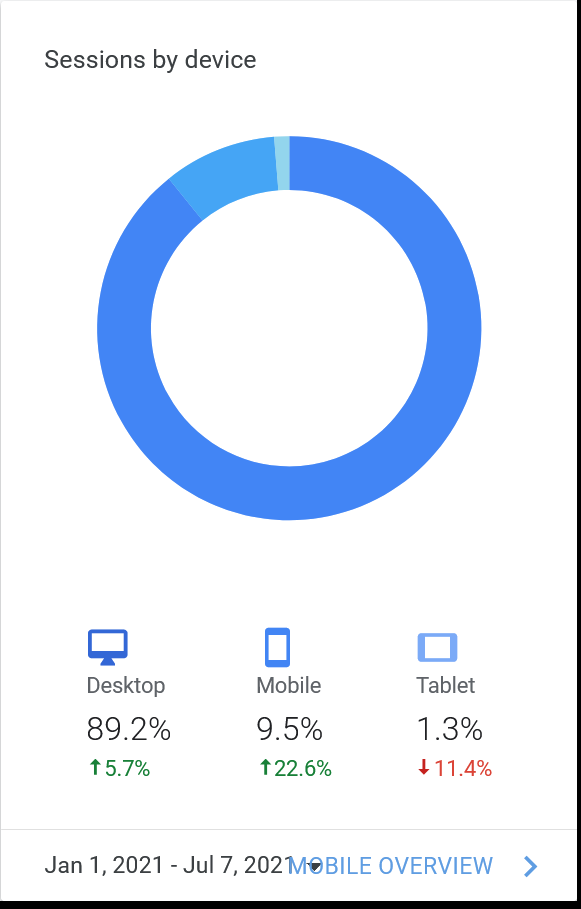 Sessions by device
Desktop Mobile Tablet
89.2% 9.5% 1.3%
5.7% 22.6% 11.4%
Jan 1, 2021 - Jul 7, 2021 MOBILE OVERVIEW